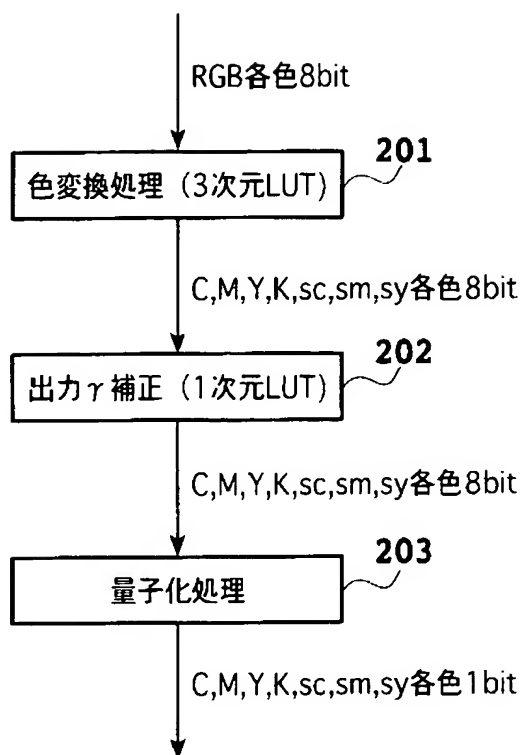 RGB各色8bit
201
色変換処理（3次元LUT）
C,M,Y,K,sc,sm,sy各色8bit
202
出力γ補正（1次元LUT）
C,M,Y,K,sc,sm,sy各色8bit
203
量子化処理
C,M,Y,K,sc,sm,sy各色1bit